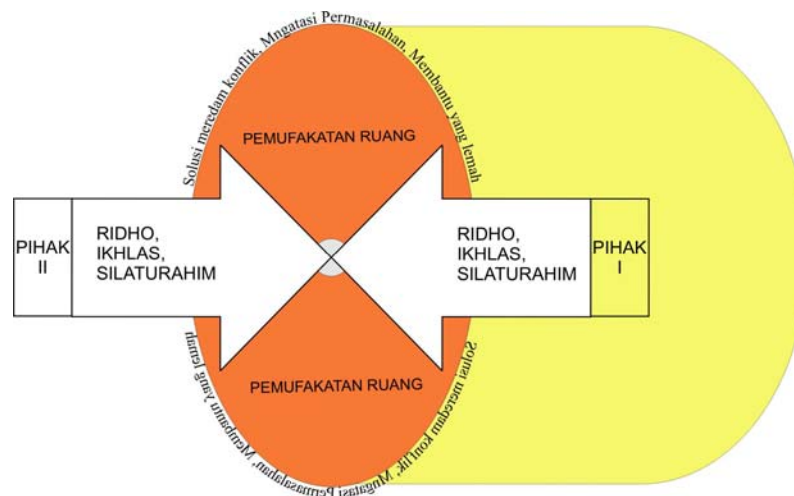 Solusi meredam konflik, Mngatasi Permasalahan, Membantu yang lemah
PEMUFAKATAN RUANG
PIHAK
II
RIDHO,
IKHLAS,
SILATURAHIM
RIDHO,
IKHLAS,
SILATURAHIM
PIHAK
I
PEMUFAKATAN RUANG
Solusi meredam konflik, Mngatasi Permasalahan, Membantu yang lemah